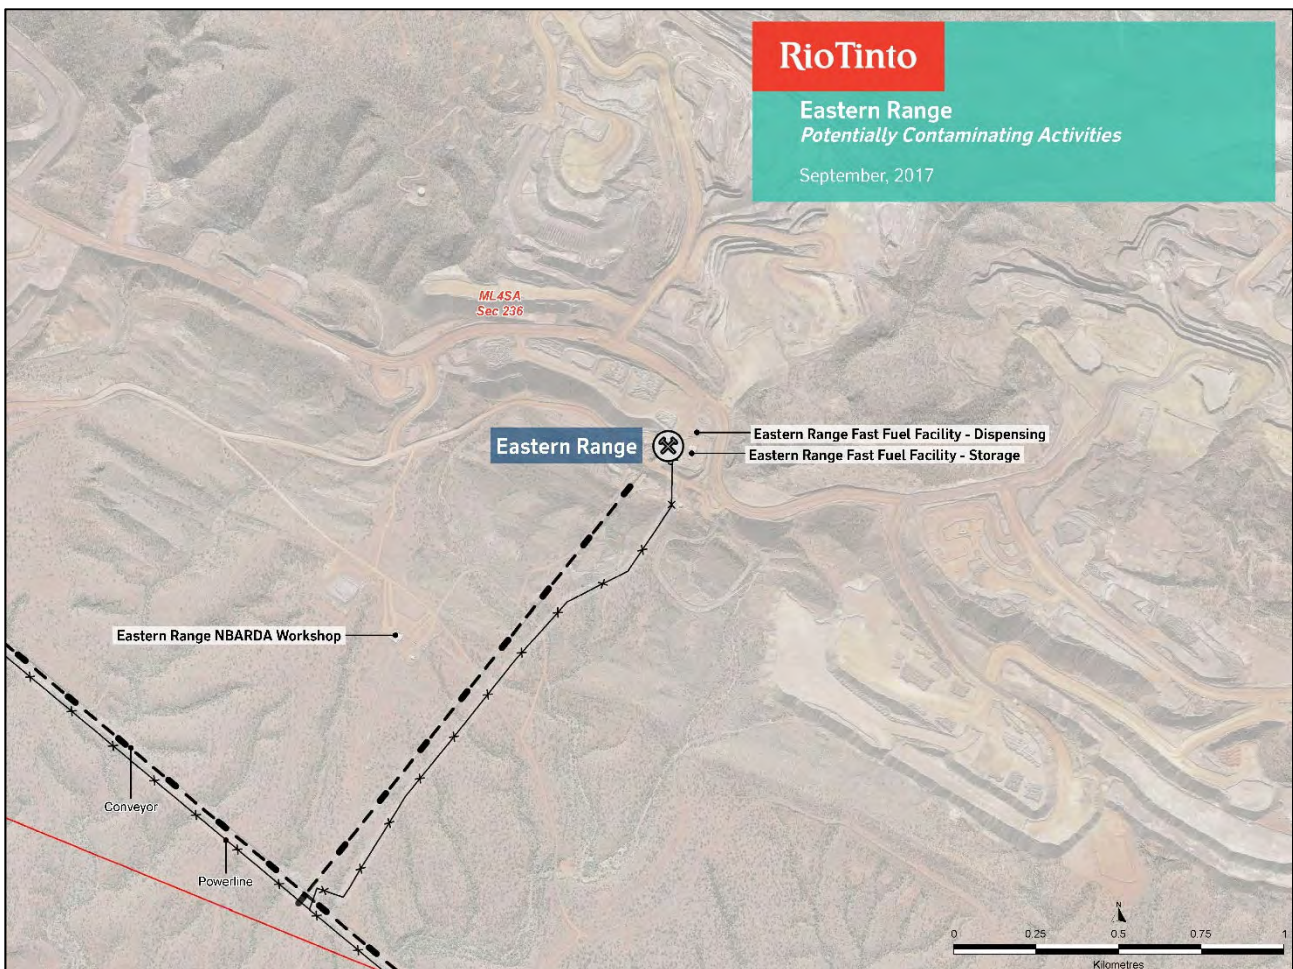 RioTinto
Eastern Range
Potentially Contaminating Activities
September, 2017
ML4SA
Sec 236
Eastern Range
Eastern Range Fast Fuel Facility - Dispensing
Eastern Range Fast Fuel Facility - Storage
Eastern Range NBARDA Workshop
Conveyor
Powerline
N
0 0.25 0.5 0.75 1
Kilometres